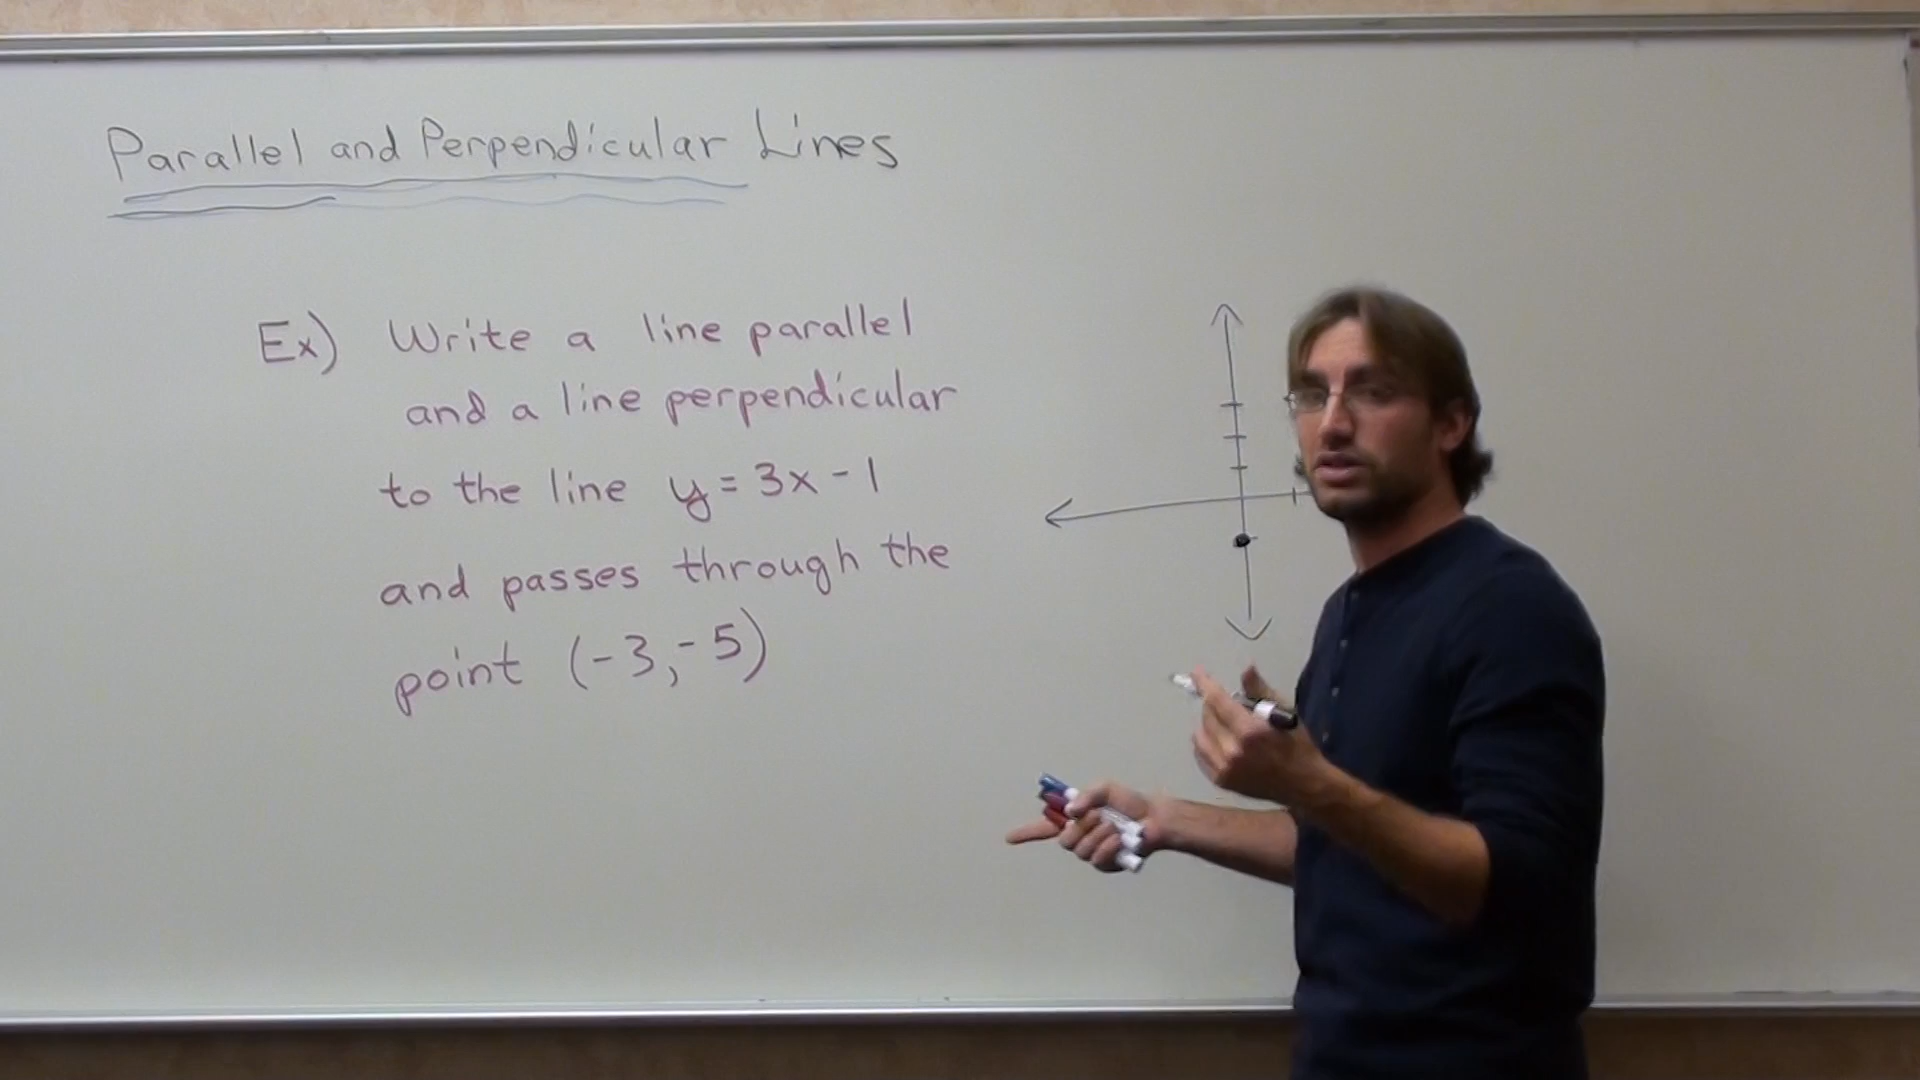 Parallel and Perpendicular Lines
Ex) Write a line parallel
and a line perpendicular
to the line y = 3x - 1
and passes through the
point (-3,-5)